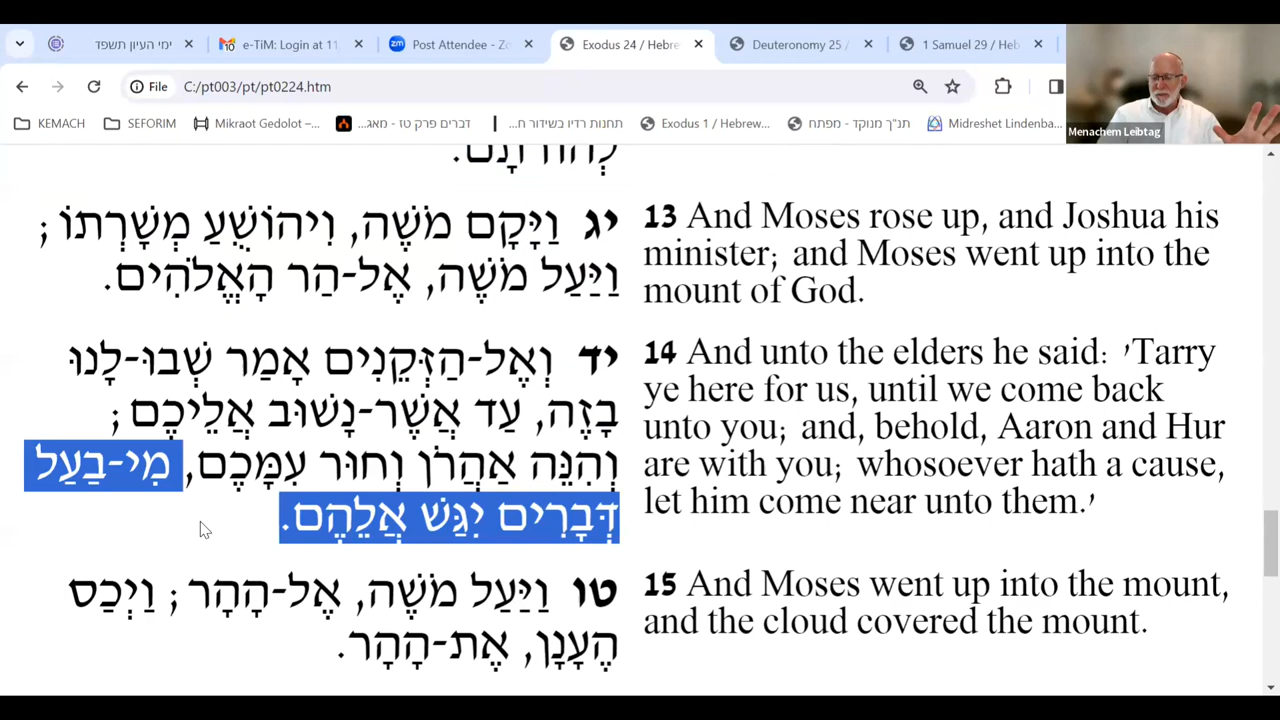 ימי העיון תשפד
e-TiM: Login at 11
Post Attendee - Zo
Exodus 24 / Hebre
Deuteronomy 25 /
1 Samuel 29 / Heb
File
C:/pt003/pt/pt0224.htm
KEMACH
SEFORIM
Mikraot Gedolot –...
דברים פרק טז - מאג...
תחנות רדיו בשידור ח...
Exodus 1 / Hebrew...
תנ"ך מנוקד - מפתח
Midreshet Lindenba...
Menachem Leibtag
לְהוֹרֹתָם.
יג וַיָּקָם מֹשֶׁה, וִיהוֹשֻׁעַ מְשָׁרְתוֹ;
וַיַּעַל מֹשֶׁה, אֶל-הַר הָאֱלֹהִים.
13 And Moses rose up, and Joshua his
minister; and Moses went up into the
mount of God.
יד וְאֶל-הַזְּקֵנִים אָמַר שְׁבוּ-לָנוּ
בָזֶה, עַד אֲשֶׁר-נָשׁוּב אֲלֵיכֶם;
וְהִנֵּה אַהֲרֹן וְחוּר עִמָּכֶם, מִי-בַעַל
דְּבָרִים יִגַּשׁ אֲלֵהֶם.
14 And unto the elders he said: 'Tarry
ye here for us, until we come back
unto you; and, behold, Aaron and Hur
are with you; whosoever hath a cause,
let him come near unto them.'
טו וַיַּעַל מֹשֶׁה, אֶל-הָהָר; וַיְכַס
הֶעָנָן, אֶת-הָהָר.
15 And Moses went up into the mount,
and the cloud covered the mount.